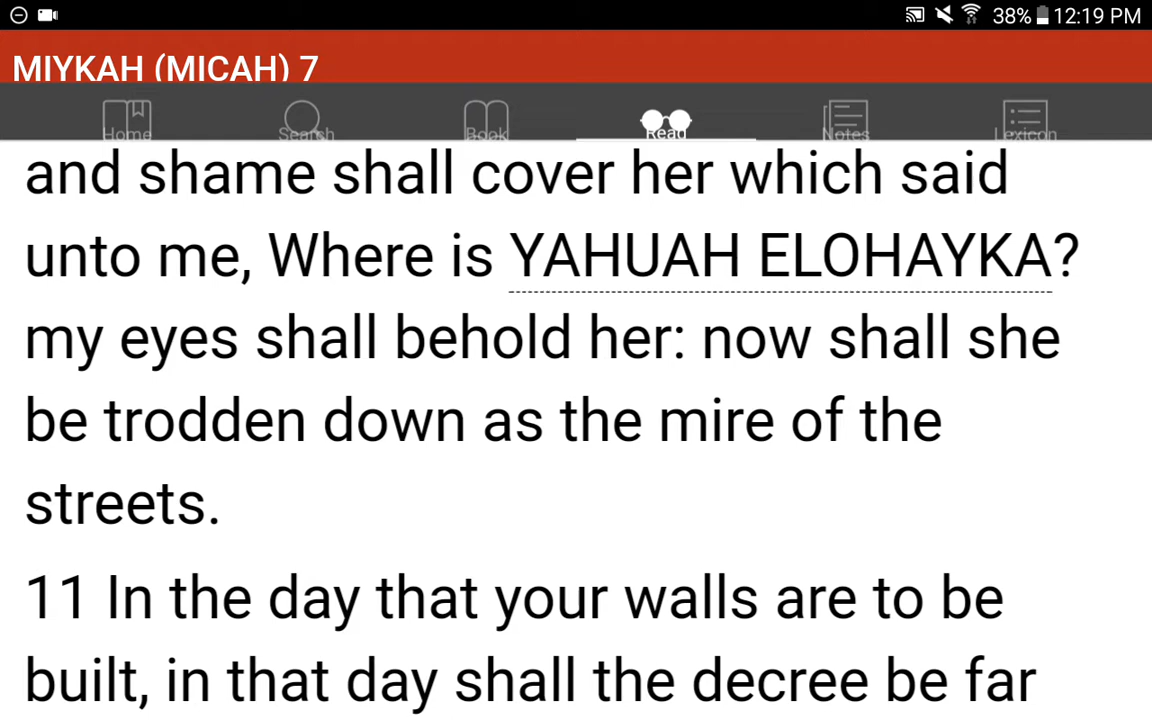 38% 12:19 PM
MIYKAH (MICAH) 7
Home Search Book Read Notes Lexicon
and shame shall cover her which said
unto me, Where is YAHUAH ELOHAYKA?
my eyes shall behold her: now shall she
be trodden down as the mire of the
streets.
11 In the day that your walls are to be
built, in that day shall the decree be far